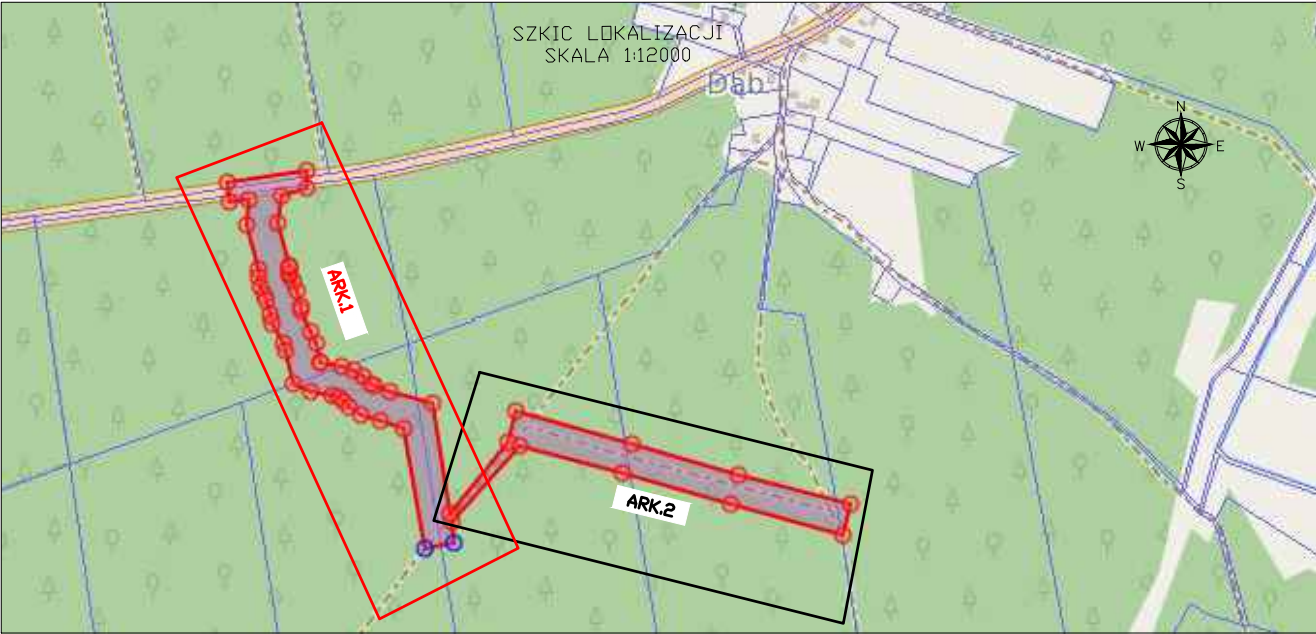 SZKIC LOKALIZACJI
SKALA 1:12000
Dąb
N
W E
S
ARK.1
ARK.2